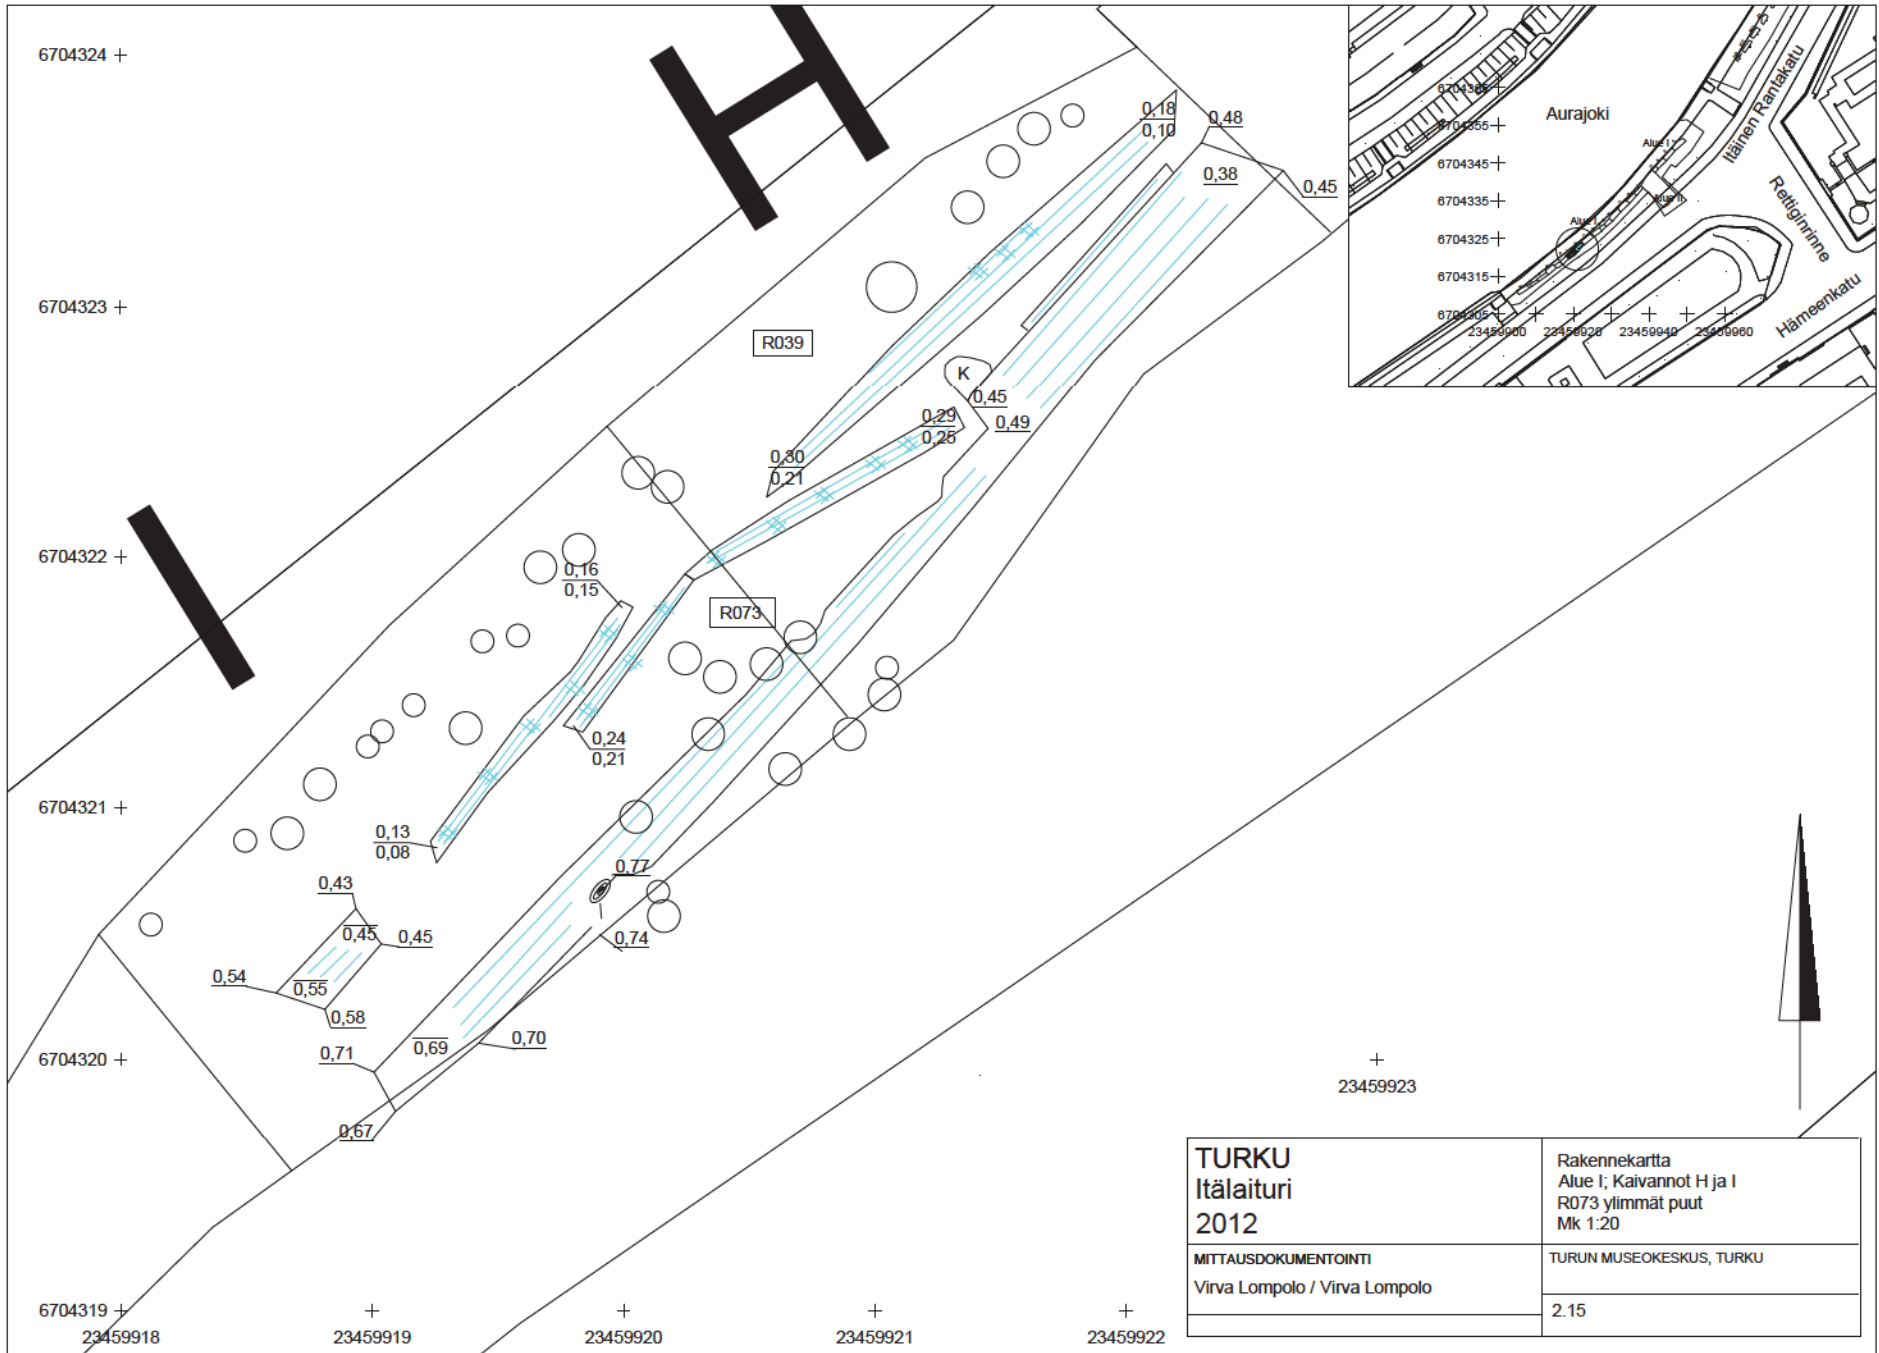 H
I
6704324
6704323
6704322
6704321
6704320
6704319
23459918
23459919
23459920
23459921
23459922
23459923
R039
R073
K
0,18
0,10
0,48
0,38
0,45
0,45
0,49
0,29
0,25
0,30
0,21
0,16
0,15
0,24
0,21
0,13
0,08
0,77
0,74
0,43
0,45
0,45
0,54
0,55
0,58
0,71
0,69
0,70
0,67
Aurajoki
Itäinen Rantakatu
Rettiginrinne
Hämeenkatu
Alue I
Alue I
6704355
6704345
6704335
6704325
6704315
6704305
23459900
23459920
23459940
23459960
TURKU
Itälaituri
2012
Rakennekartta
Alue I; Kaivannot H ja I
R073 ylimmät puut
Mk 1:20
MITTAUSDOKUMENTOINTI
Virva Lompolo / Virva Lompolo
TURUN MUSEOKESKUS, TURKU
2.15